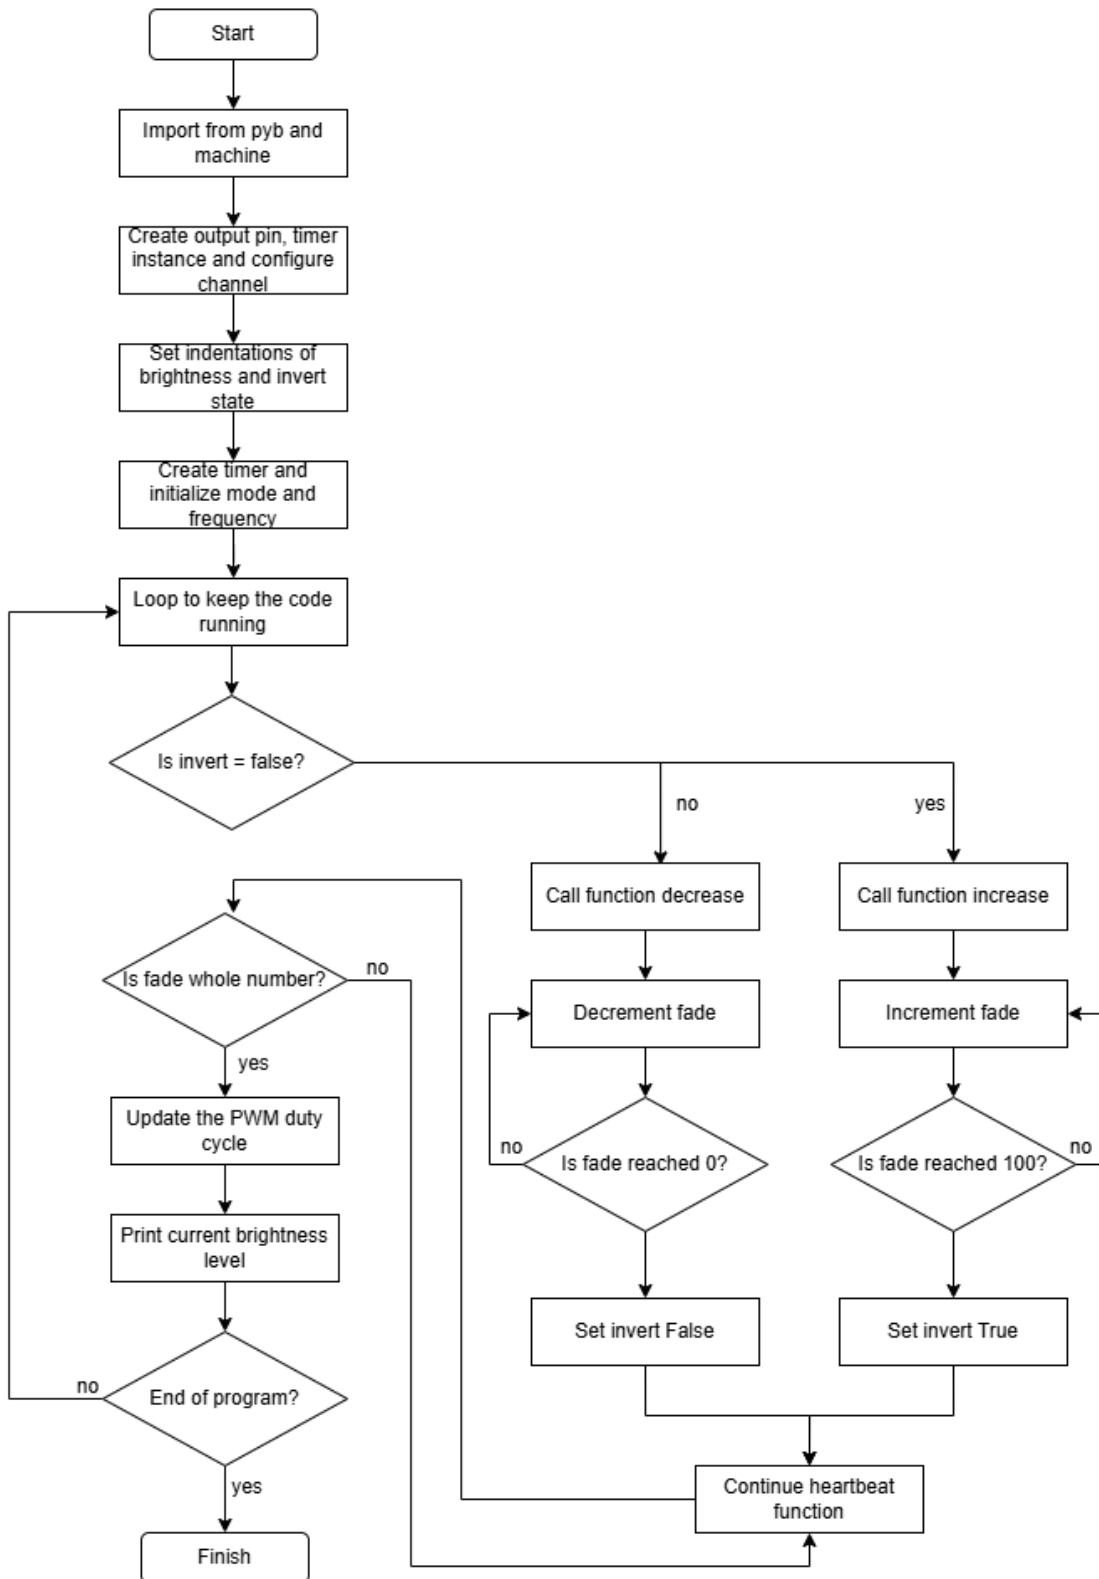 Start
Import from pyb and
machine
Create output pin, timer
instance and configure
channel
Set indentations of
brightness and invert
state
Create timer and
initialize mode and
frequency
Loop to keep the code
running
Is invert = false?
no
yes
Call function decrease
Call function increase
Is fade whole number?
no
Decrement fade
Increment fade
yes
Update the PWM duty
cycle
no
Is fade reached 0?
Is fade reached 100?
no
Print current brightness
level
Set invert False
Set invert True
no
End of program?
yes
Continue heartbeat
function
Finish